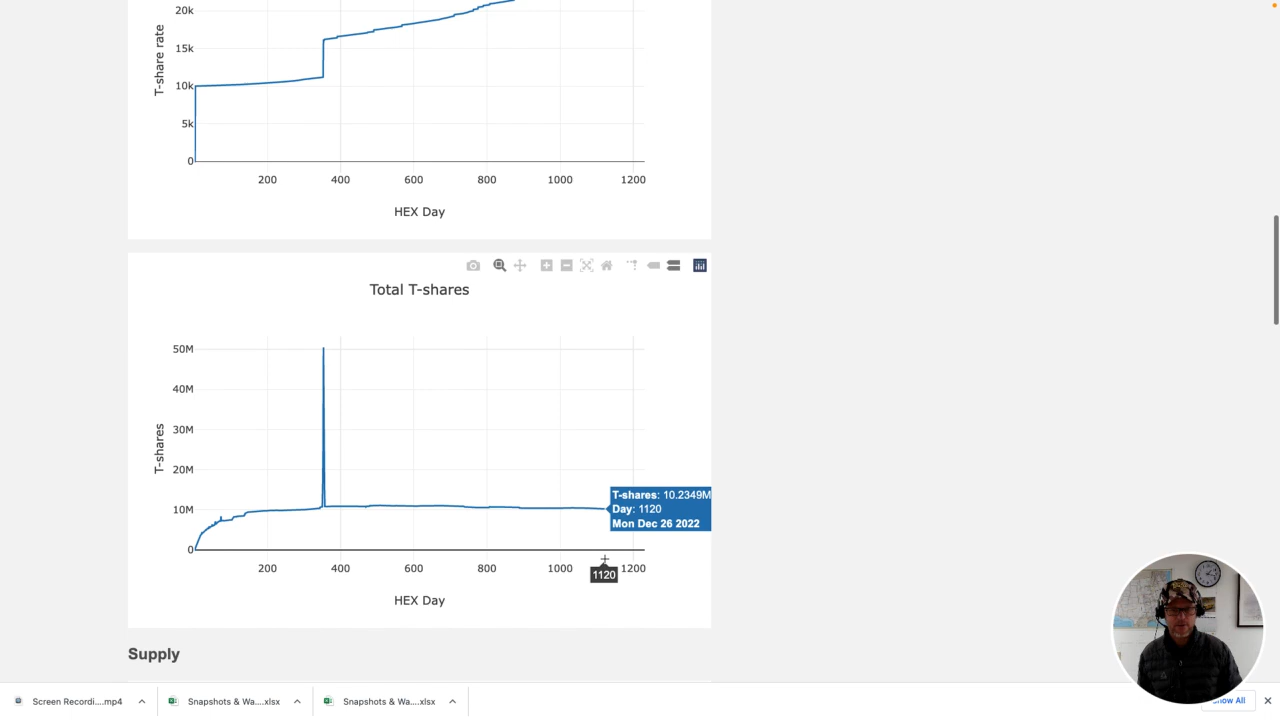 20k
15k
10k
5k
0
T-share rate
200 400 600 800 1000 1200
HEX Day
Total T-shares
50M
40M
30M
20M
10M
0
T-shares
T-shares: 10.2349M
Day: 1120
Mon Dec 26 2022
200 400 600 800 1000 1200
1120
HEX Day
Supply
Screen Recordi....mp4
Snapshots & Wa....xlsx
Snapshots & Wa....xlsx
Show All